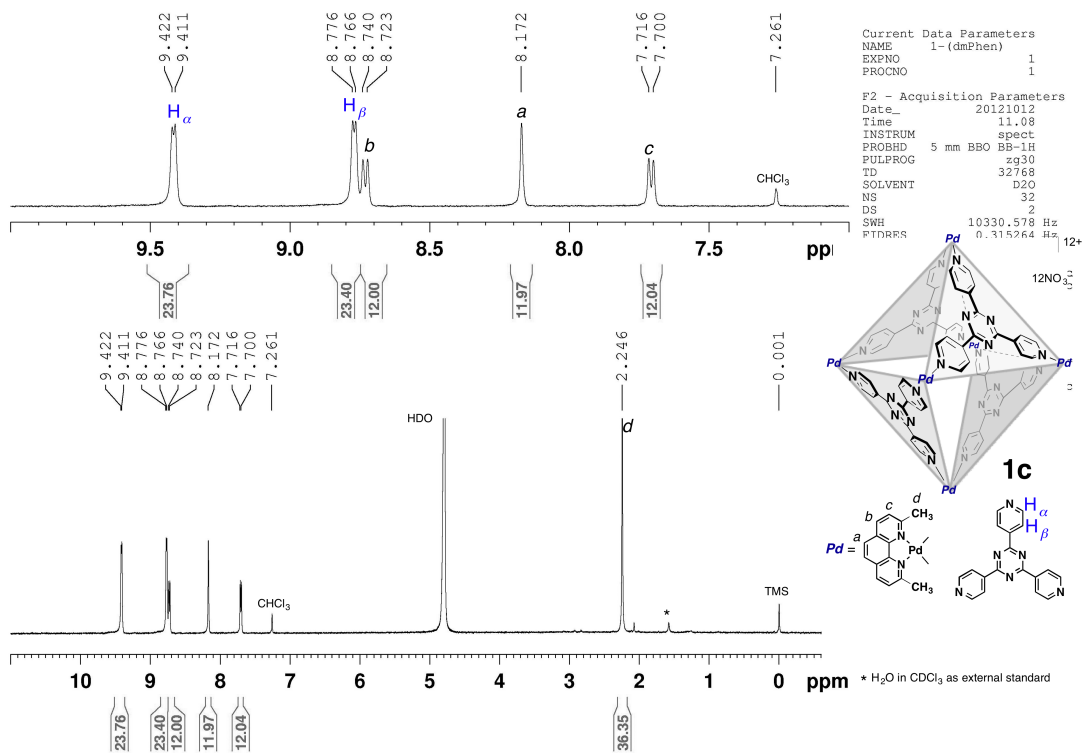 9.422
9.411
8.776
8.766
8.740
8.723
8.172
7.716
7.700
7.261
Hα
Hβ
b
a
c
CHCl3
9.5 9.0 8.5 8.0 7.5 ppm
23.76
23.40
12.00
11.97
12.04
Current Data Parameters
NAME 1-(dmPhen)
EXPNO 1
PROCNO 1
F2 - Acquisition Parameters
Date_ 20121012
Time 11.08
INSTRUM spect
PROBHD 5 mm BBO BB-1H
PULPROG zg30
TD 32768
SOLVENT D2O
NS 32
DS 2
SWH 10330.578 Hz
FIDRES 0.315264 Hz
9.422
9.411
8.776
8.766
8.740
8.723
8.172
7.716
7.700
7.261
2.246
0.001
HDO
d
CHCl3
*
TMS
10 9 8 7 6 5 4 3 2 1 0 ppm
23.76
23.40
12.00
11.97
12.04
36.35
Pd
12+
12NO3-
N
N
N
N
N
N
N
N
Pd
N
N
N
Pd
Pd
Pd
N
N
N
N
N
N
N
N
N
N
N
N
Pd
1c
Pd =
a
b
c
d
CH3
N
Pd
N
CH3
N
Hα
Hβ
N
N
N
N
N
* H2O in CDCl3 as external standard